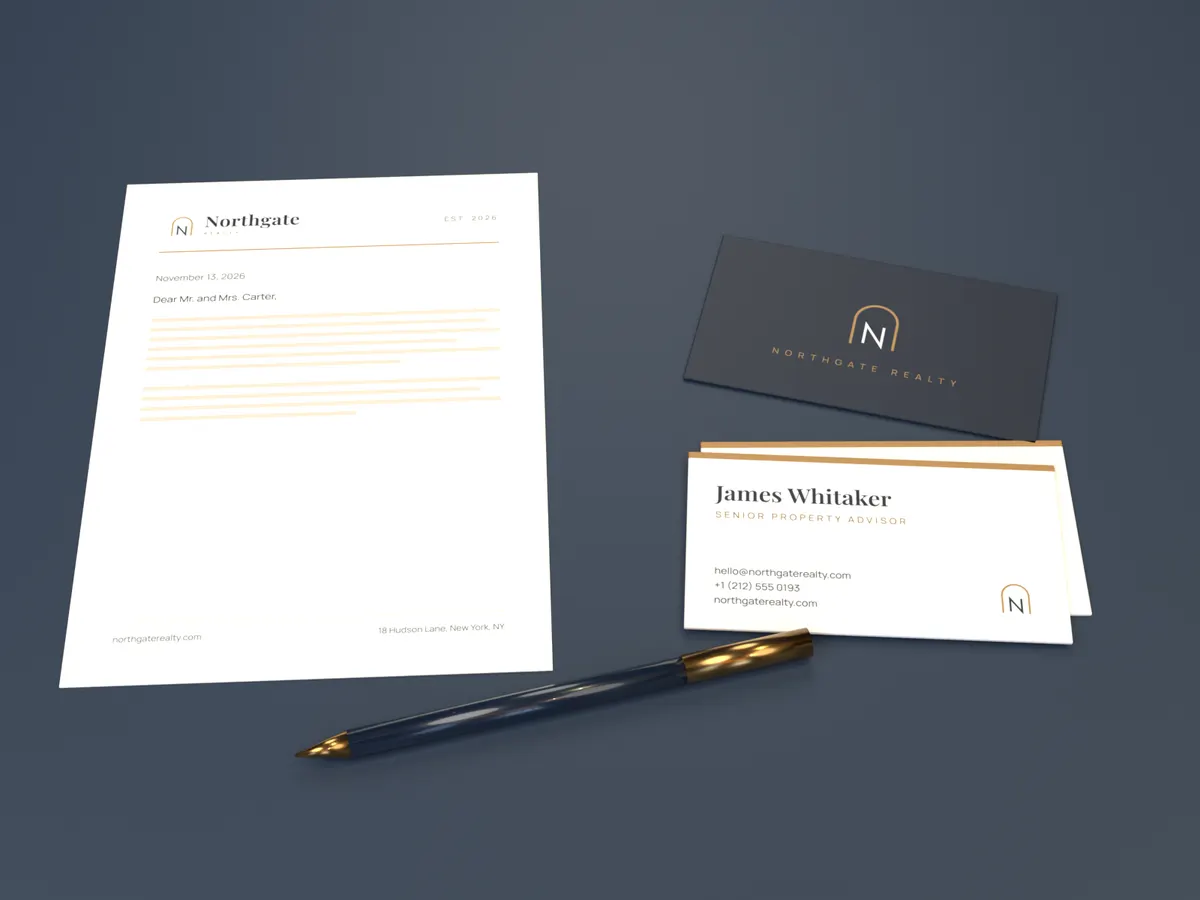 N
Northgate
REALTY
EST 2026
November 13, 2026
Dear Mr. and Mrs. Carter,
northgaterealty.com
18 Hudson Lane, New York, NY
N
NORTHGATE REALTY
James Whitaker
SENIOR PROPERTY ADVISOR
hello@northgaterealty.com
+1 (212) 555 0193
northgaterealty.com
N